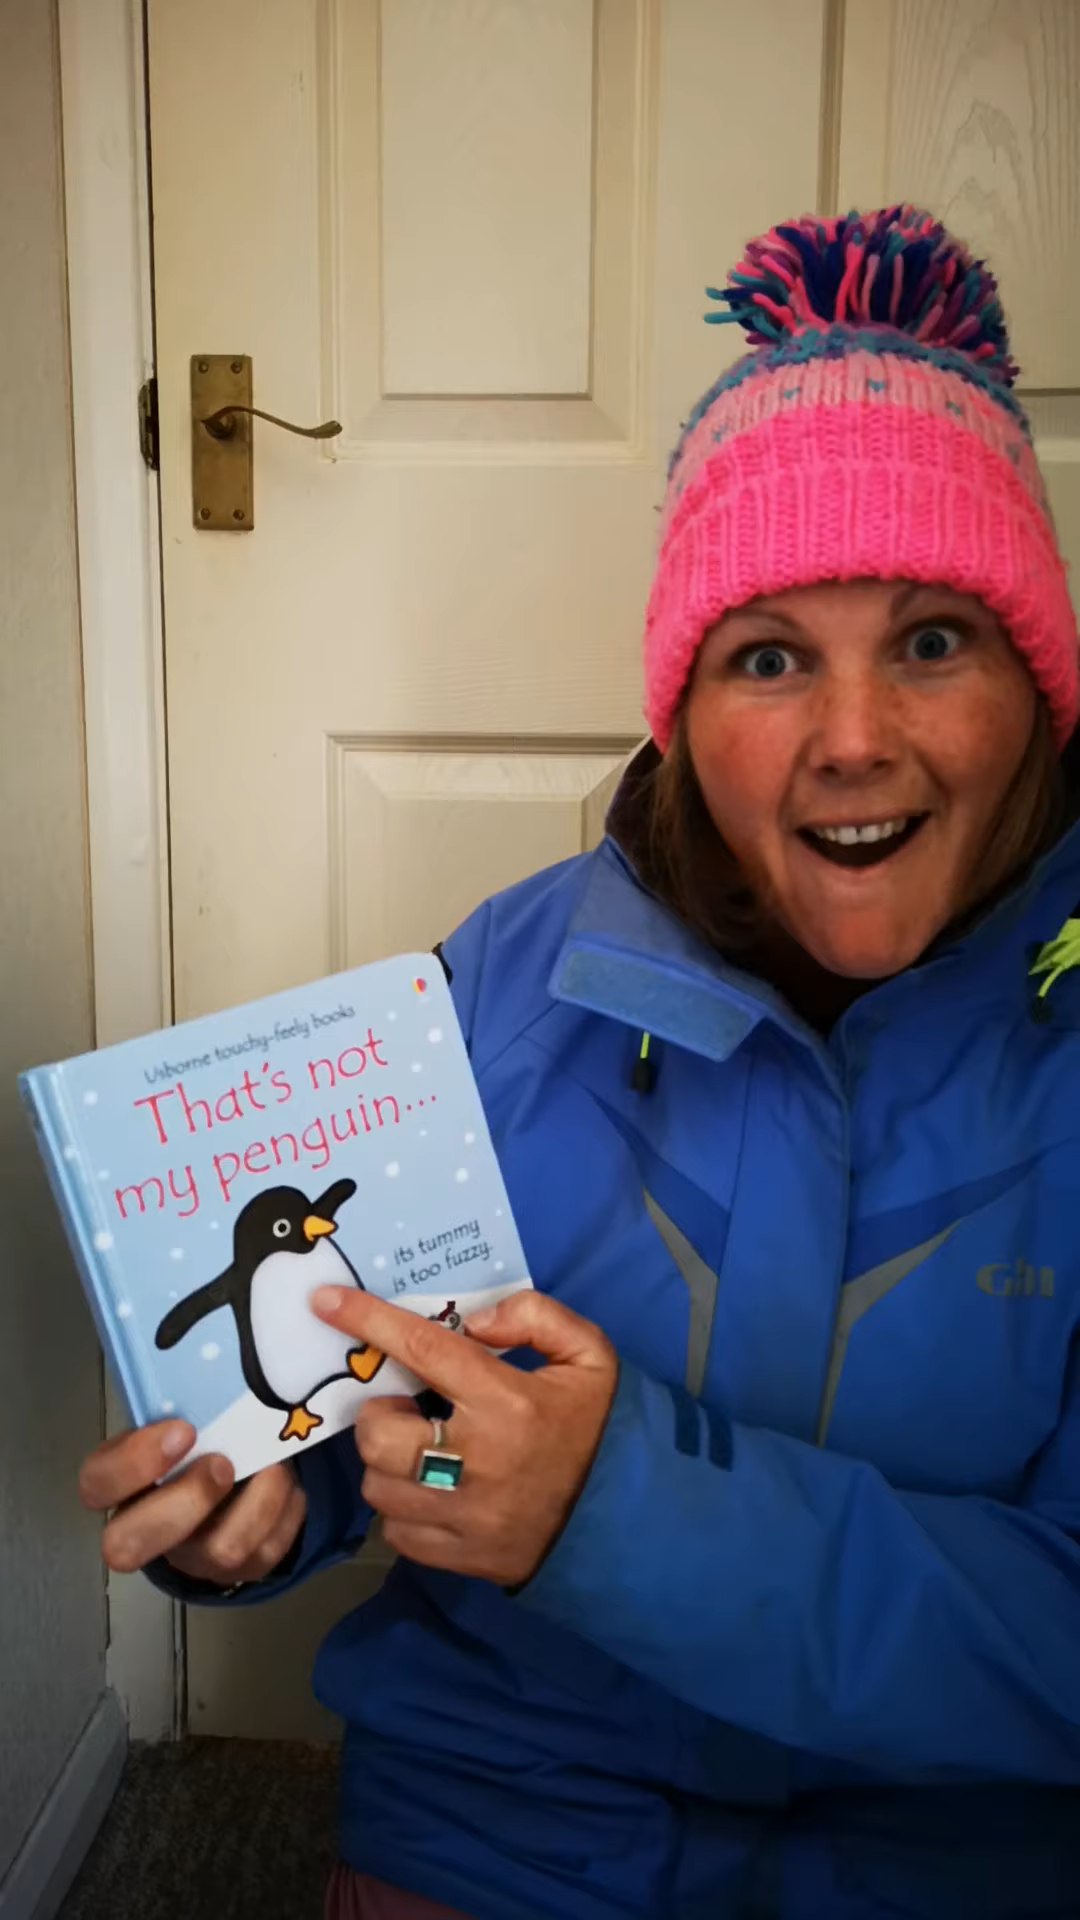 Usborne touchy-feely books
That's not
my penguin...
its tummy
is too fuzzy.
Gill